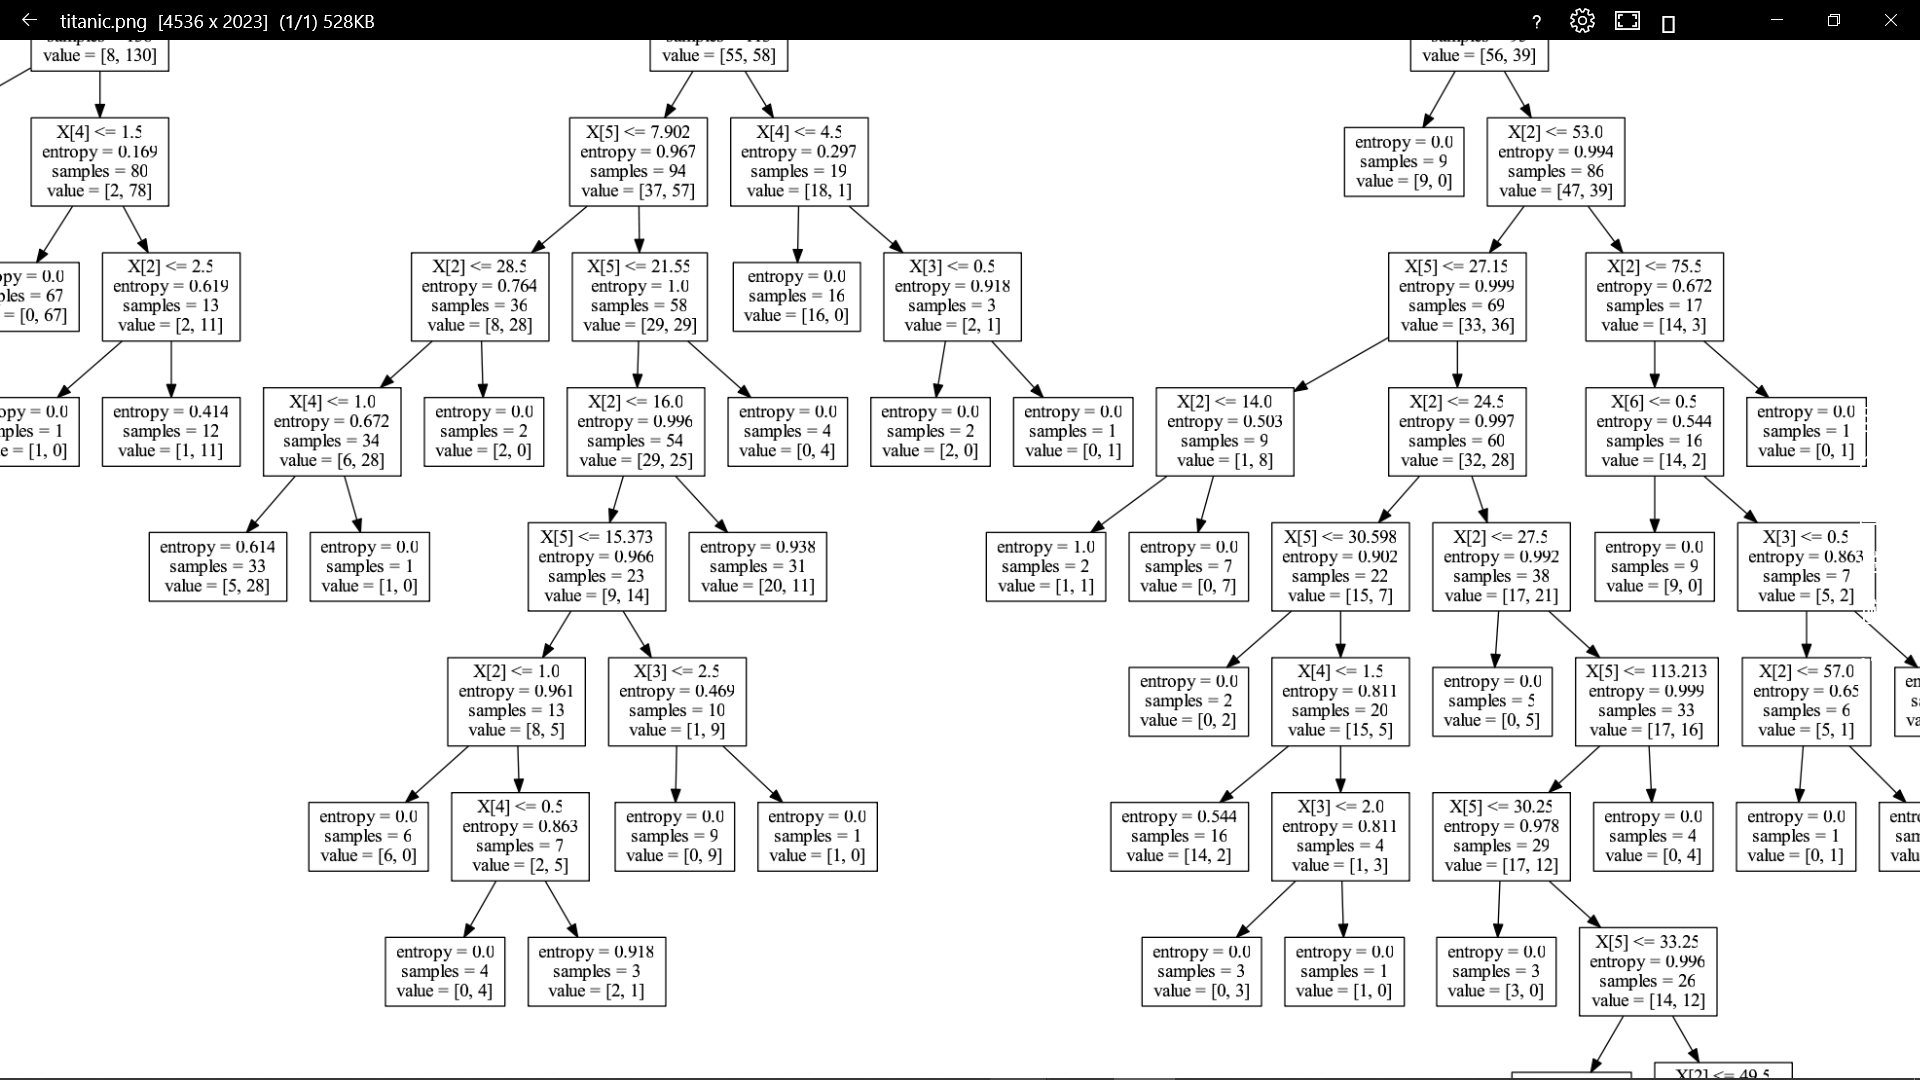 titanic.png [4536 x 2023] (1/1) 528KB
?
value = [8, 130]
value = [55, 58]
value = [56, 39]
X[4] <= 1.5
entropy = 0.169
samples = 80
value = [2, 78]
X[5] <= 7.902
entropy = 0.967
samples = 94
value = [37, 57]
X[4] <= 4.5
entropy = 0.297
samples = 19
value = [18, 1]
entropy = 0.0
samples = 9
value = [9, 0]
X[2] <= 53.0
entropy = 0.994
samples = 86
value = [47, 39]
= 0.0
= 67
= [0, 67]
X[2] <= 2.5
entropy = 0.619
samples = 13
value = [2, 11]
X[2] <= 28.5
entropy = 0.764
samples = 36
value = [8, 28]
X[5] <= 21.55
entropy = 1.0
samples = 58
value = [29, 29]
entropy = 0.0
samples = 16
value = [16, 0]
X[3] <= 0.5
entropy = 0.918
samples = 3
value = [2, 1]
X[5] <= 27.15
entropy = 0.999
samples = 69
value = [33, 36]
X[2] <= 75.5
entropy = 0.672
samples = 17
value = [14, 3]
= 0.0
= 1
= [1, 0]
entropy = 0.414
samples = 12
value = [1, 11]
X[4] <= 1.0
entropy = 0.672
samples = 34
value = [6, 28]
entropy = 0.0
samples = 2
value = [2, 0]
X[2] <= 16.0
entropy = 0.996
samples = 54
value = [29, 25]
entropy = 0.0
samples = 4
value = [0, 4]
entropy = 0.0
samples = 2
value = [2, 0]
entropy = 0.0
samples = 1
value = [0, 1]
X[2] <= 14.0
entropy = 0.503
samples = 9
value = [1, 8]
X[2] <= 24.5
entropy = 0.997
samples = 60
value = [32, 28]
X[6] <= 0.5
entropy = 0.544
samples = 16
value = [14, 2]
entropy = 0.0
samples = 1
value = [0, 1]
entropy = 0.614
samples = 33
value = [5, 28]
entropy = 0.0
samples = 1
value = [1, 0]
X[5] <= 15.373
entropy = 0.966
samples = 23
value = [9, 14]
entropy = 0.938
samples = 31
value = [20, 11]
entropy = 1.0
samples = 2
value = [1, 1]
entropy = 0.0
samples = 7
value = [0, 7]
X[5] <= 30.598
entropy = 0.902
samples = 22
value = [15, 7]
X[2] <= 27.5
entropy = 0.992
samples = 38
value = [17, 21]
entropy = 0.0
samples = 9
value = [9, 0]
X[3] <= 0.5
entropy = 0.863
samples = 7
value = [5, 2]
X[2] <= 1.0
entropy = 0.961
samples = 13
value = [8, 5]
X[3] <= 2.5
entropy = 0.469
samples = 10
value = [1, 9]
entropy = 0.0
samples = 2
value = [0, 2]
X[4] <= 1.5
entropy = 0.811
samples = 20
value = [15, 5]
entropy = 0.0
samples = 5
value = [0, 5]
X[5] <= 113.213
entropy = 0.999
samples = 33
value = [17, 16]
X[2] <= 57.0
entropy = 0.65
samples = 6
value = [5, 1]
entropy = 0.0
samples = 6
value = [6, 0]
X[4] <= 0.5
entropy = 0.863
samples = 7
value = [2, 5]
entropy = 0.0
samples = 9
value = [0, 9]
entropy = 0.0
samples = 1
value = [1, 0]
entropy = 0.544
samples = 16
value = [14, 2]
X[3] <= 2.0
entropy = 0.811
samples = 4
value = [1, 3]
X[5] <= 30.25
entropy = 0.978
samples = 29
value = [17, 12]
entropy = 0.0
samples = 4
value = [0, 4]
entropy = 0.0
samples = 1
value = [0, 1]
entropy = 0.0
samples = 4
value = [0, 4]
entropy = 0.918
samples = 3
value = [2, 1]
entropy = 0.0
samples = 3
value = [0, 3]
entropy = 0.0
samples = 1
value = [1, 0]
entropy = 0.0
samples = 3
value = [3, 0]
X[5] <= 33.25
entropy = 0.996
samples = 26
value = [14, 12]
X[2] <= 49.5